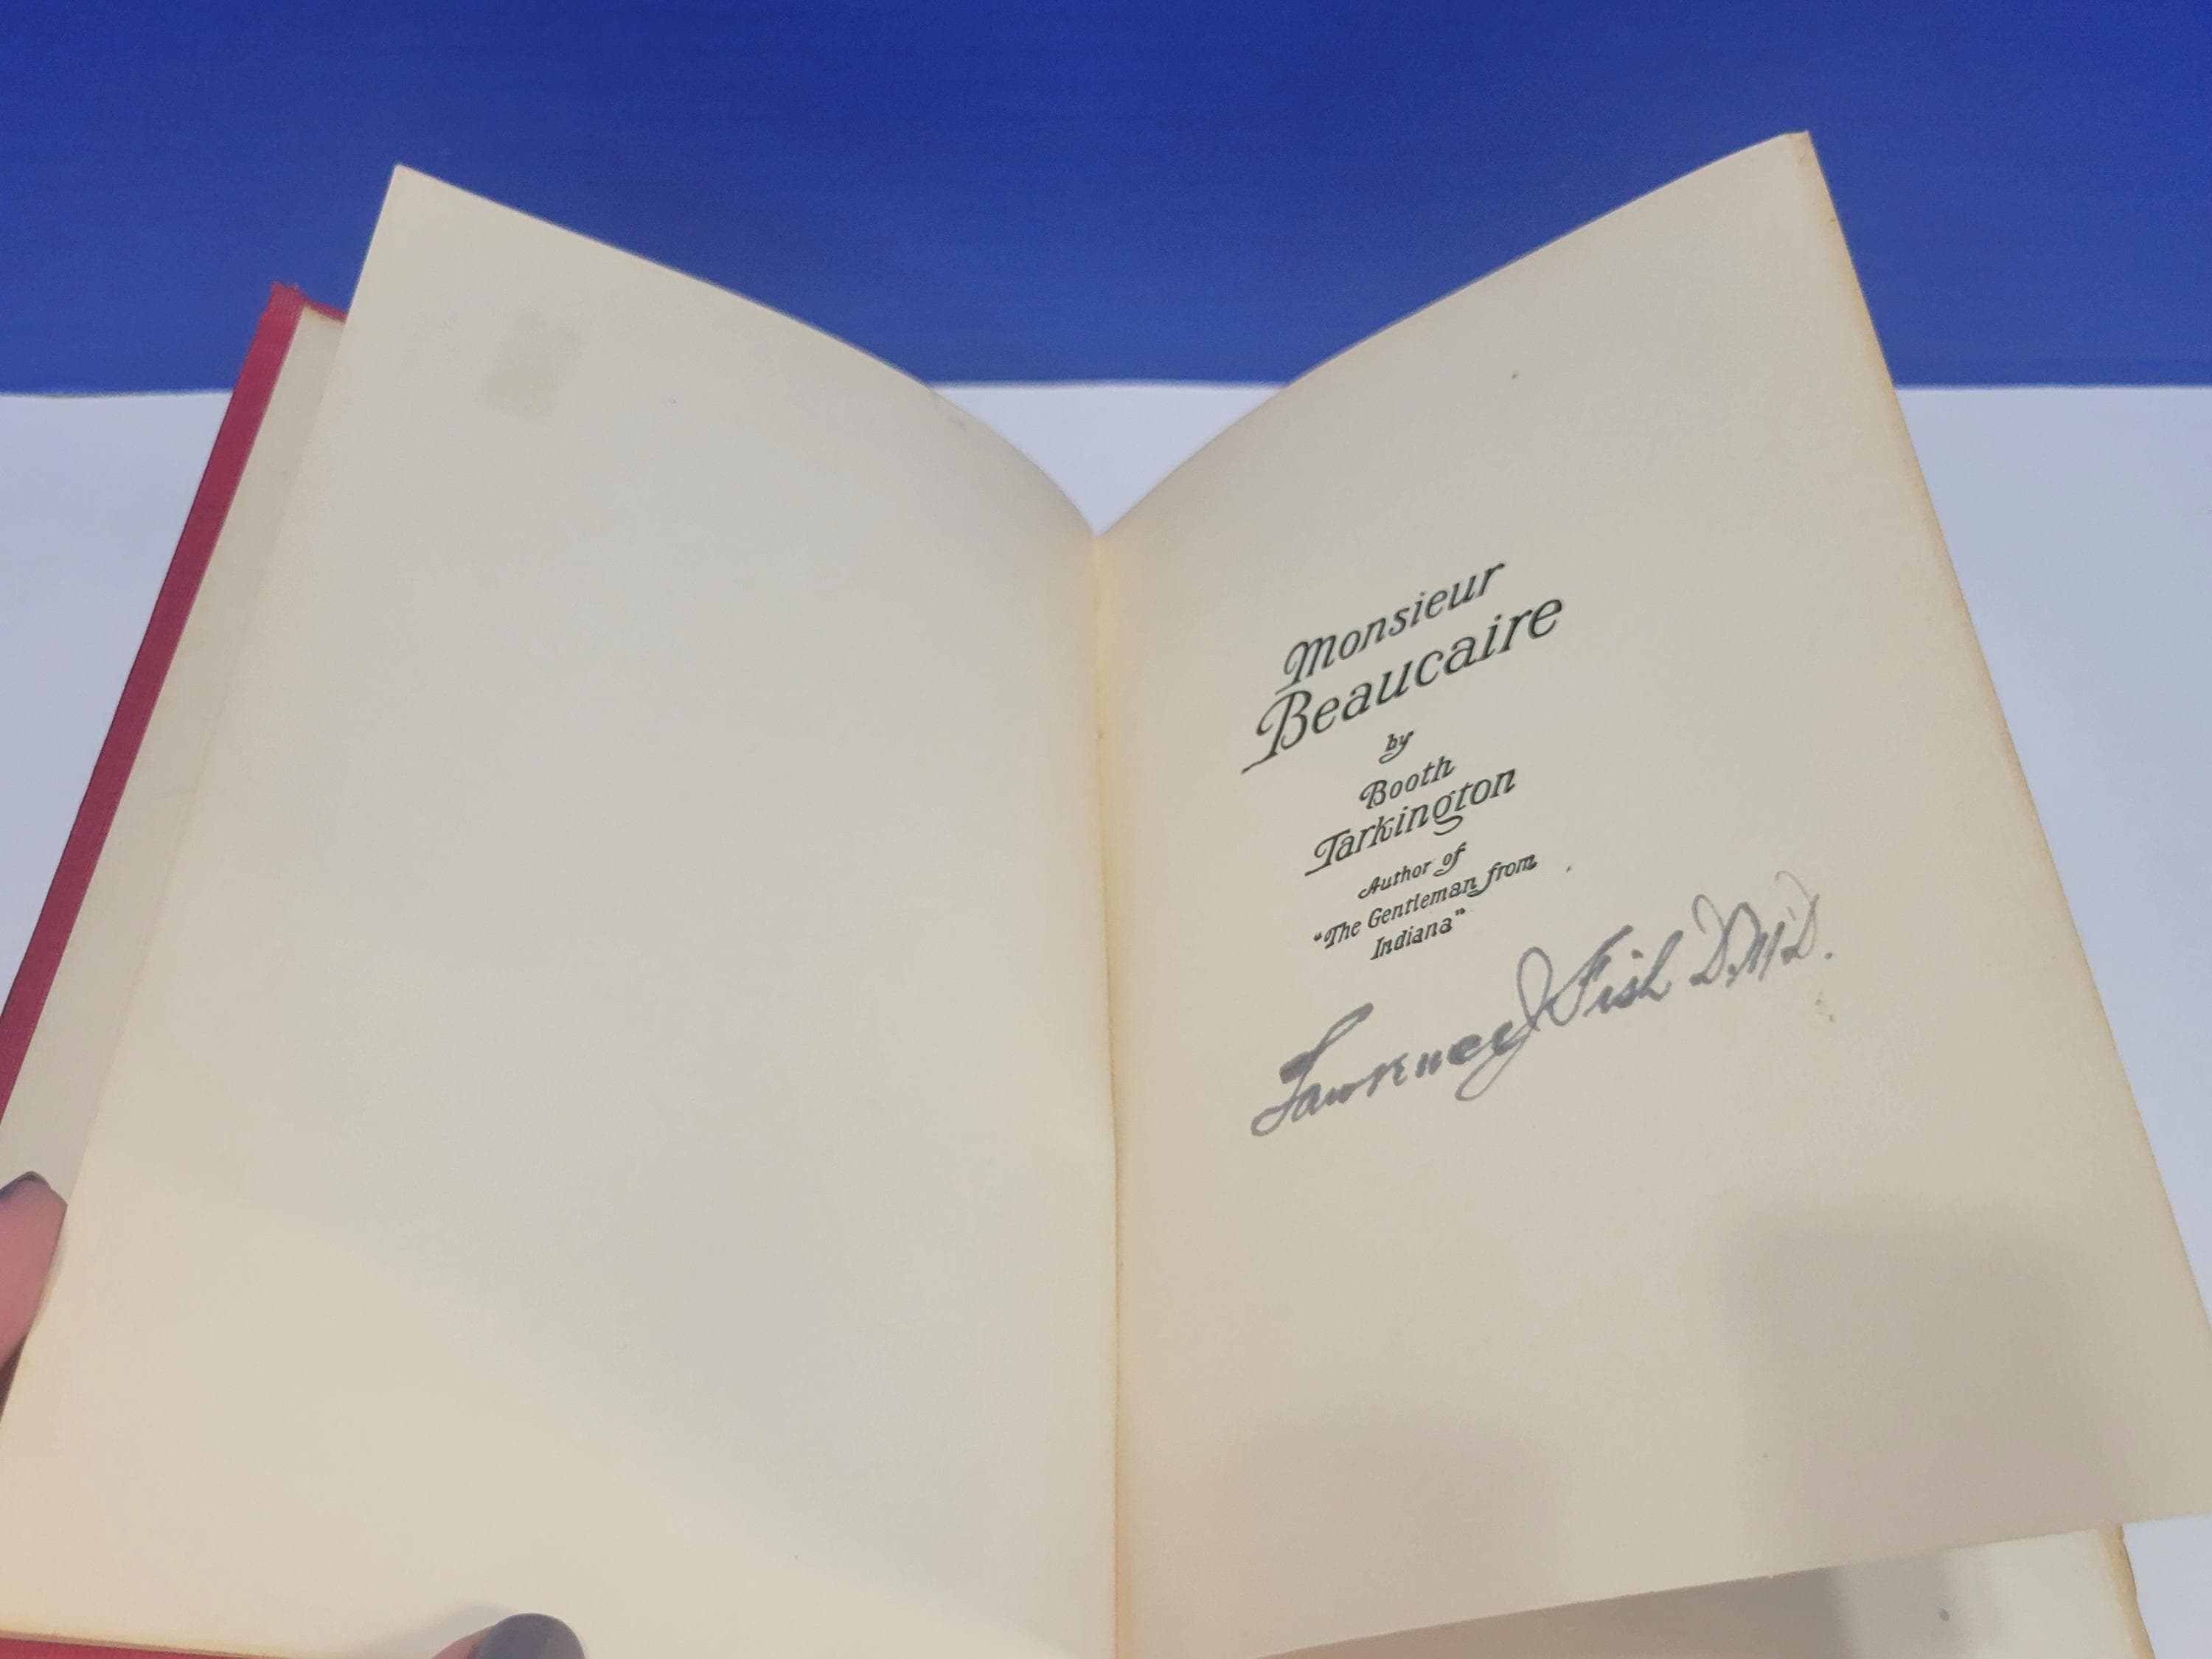 Monsieur
Beaucaire
by
Booth
Tarkington
Author of
"The Gentleman from
Indiana"
Lawrence J Fish D.M.D.